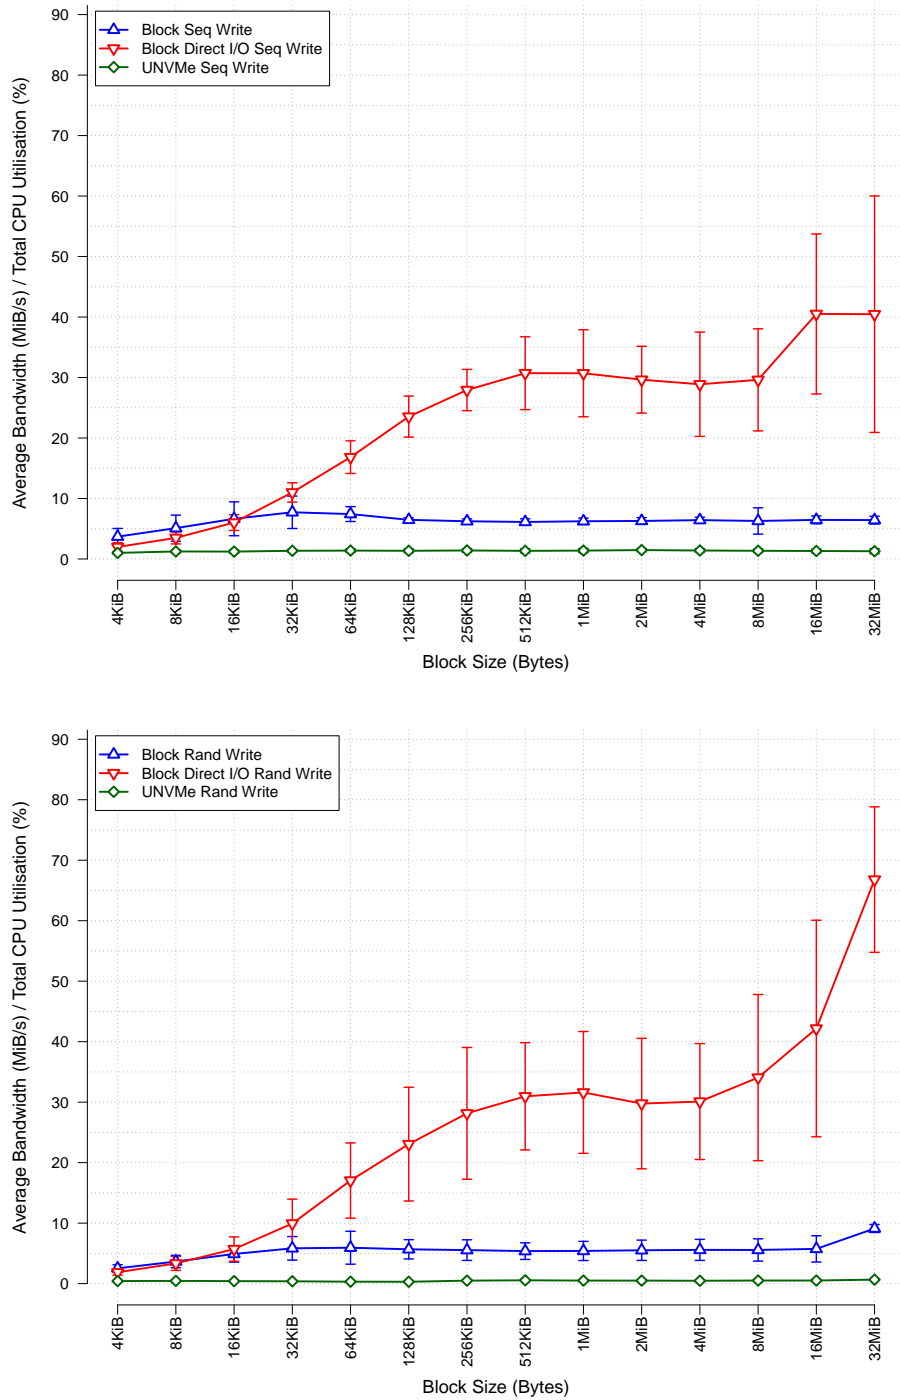 Average Bandwidth (MiB/s) / Total CPU Utilisation (%)
90
80
70
60
50
40
30
20
10
0
Block Seq Write
Block Direct I/O Seq Write
UNVMe Seq Write
4KiB
8KiB
16KiB
32KiB
64KiB
128KiB
256KiB
512KiB
1MiB
2MiB
4MiB
8MiB
16MiB
32MiB
Block Size (Bytes)
Average Bandwidth (MiB/s) / Total CPU Utilisation (%)
90
80
70
60
50
40
30
20
10
0
Block Rand Write
Block Direct I/O Rand Write
UNVMe Rand Write
4KiB
8KiB
16KiB
32KiB
64KiB
128KiB
256KiB
512KiB
1MiB
2MiB
4MiB
8MiB
16MiB
32MiB
Block Size (Bytes)